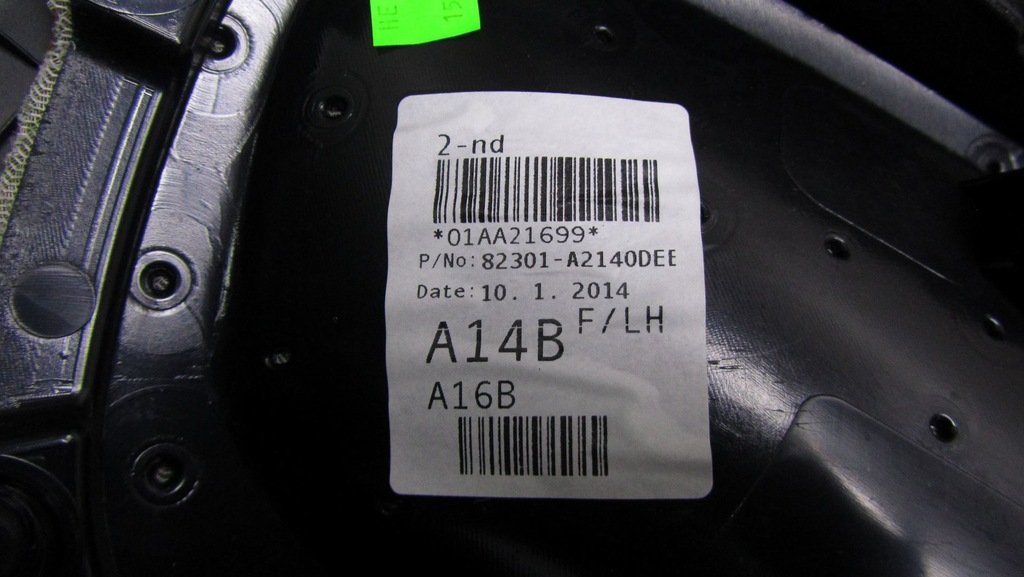 2-nd
*01AA21699*
P/No: 82301-A2140DEE
Date: 10. 1. 2014
A14B F/LH
A16B